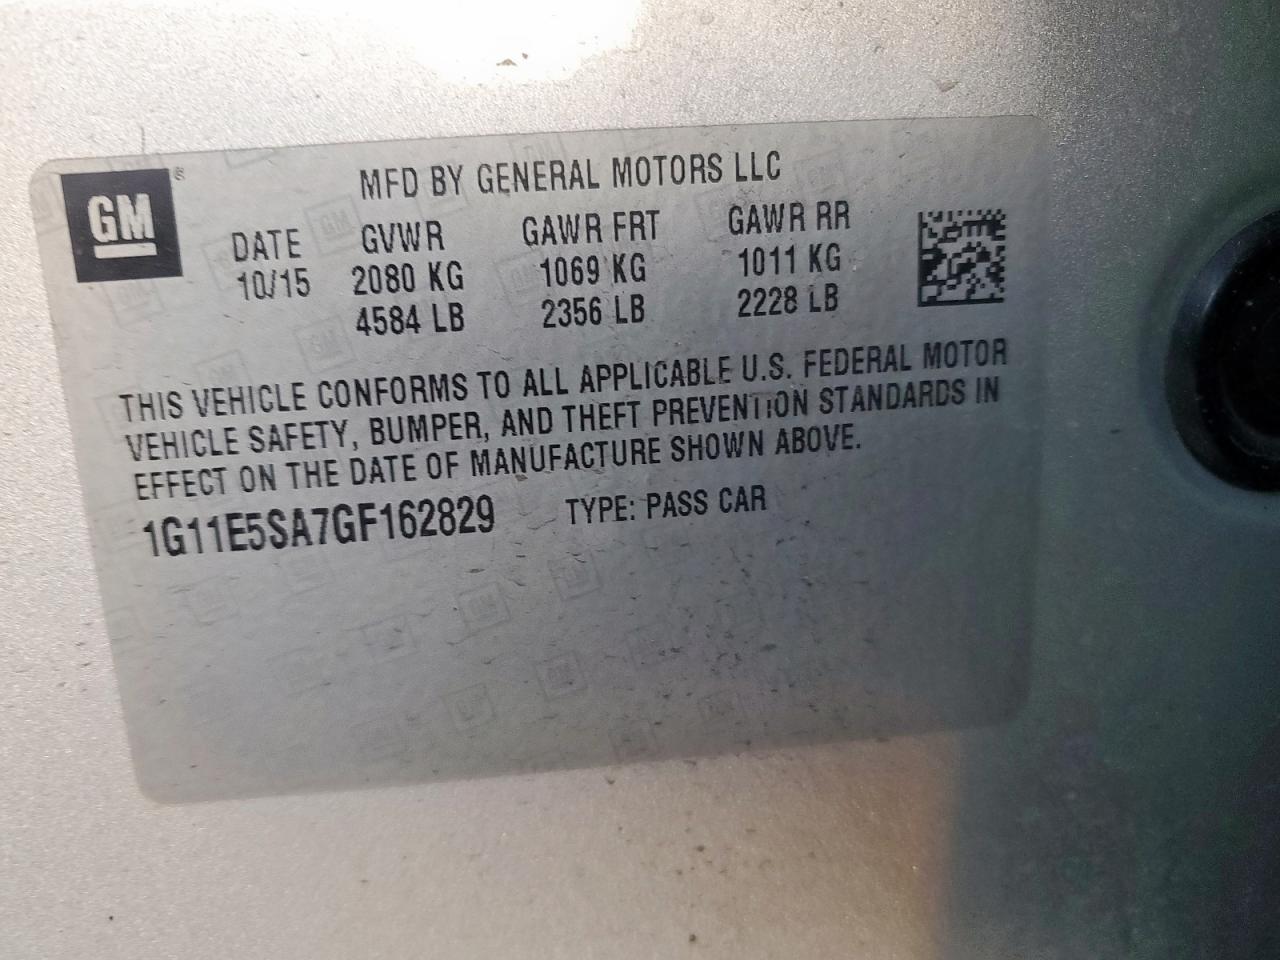 GM ®
MFD BY GENERAL MOTORS LLC
DATE GVWR GAWR FRT GAWR RR
10/15 2080 KG 1069 KG 1011 KG
4584 LB 2356 LB 2228 LB
THIS VEHICLE CONFORMS TO ALL APPLICABLE U.S. FEDERAL MOTOR
VEHICLE SAFETY, BUMPER, AND THEFT PREVENTION STANDARDS IN
EFFECT ON THE DATE OF MANUFACTURE SHOWN ABOVE.
1G11E5SA7GF162829 TYPE: PASS CAR